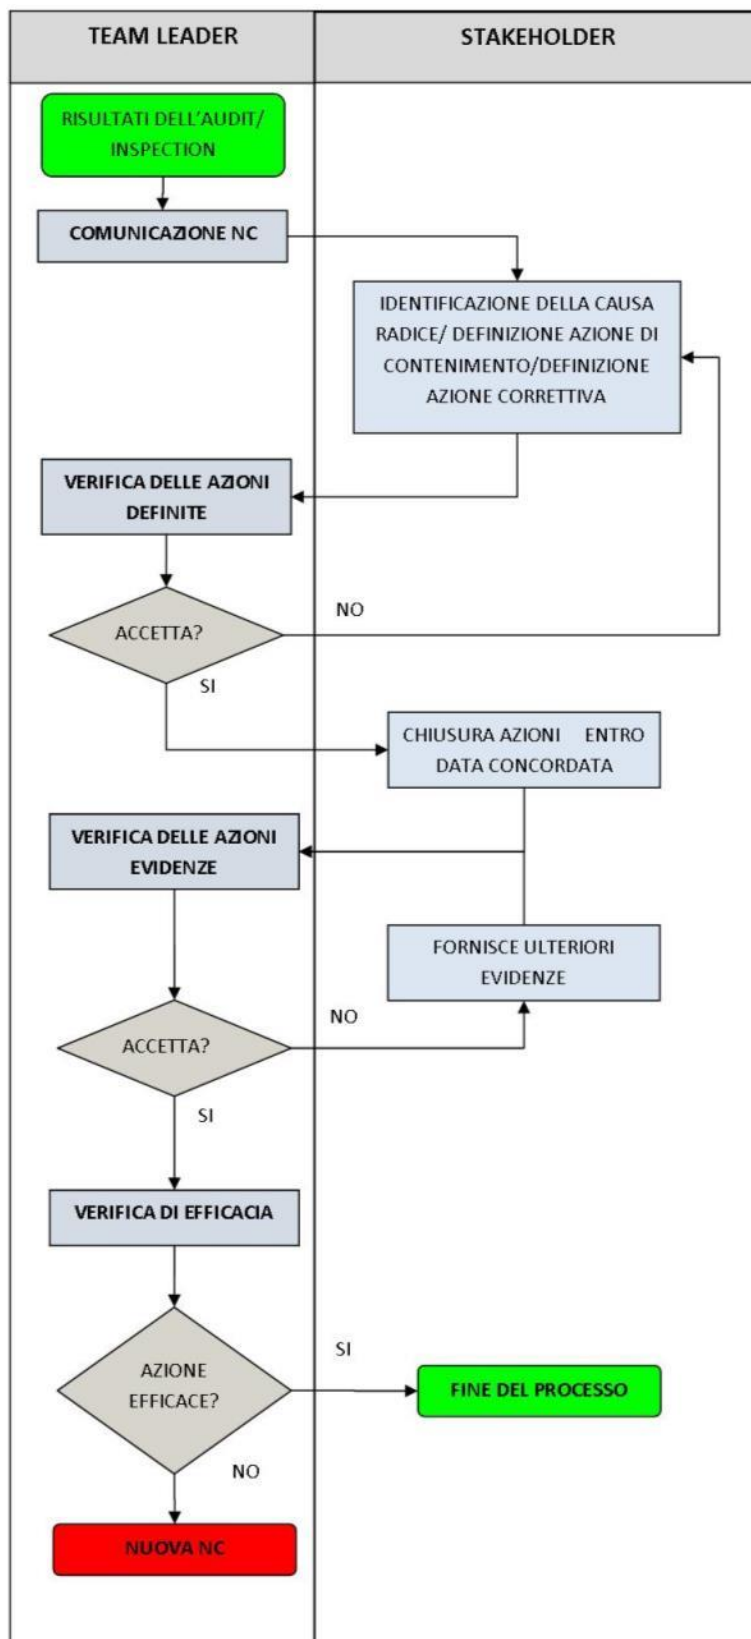 TEAM LEADER
STAKEHOLDER
RISULTATI DELL'AUDIT/
INSPECTION
COMUNICAZIONE NC
IDENTIFICAZIONE DELLA CAUSA
RADICE/ DEFINIZIONE AZIONE DI
CONTENIMENTO/DEFINIZIONE
AZIONE CORRETTIVA
VERIFICA DELLE AZIONI
DEFINITE
ACCETTA?
NO
SI
CHIUSURA AZIONI ENTRO
DATA CONCORDATA
VERIFICA DELLE AZIONI
EVIDENZE
FORNISCE ULTERIORI
EVIDENZE
ACCETTA?
NO
SI
VERIFICA DI EFFICACIA
AZIONE
EFFICACE?
SI
FINE DEL PROCESSO
NO
NUOVA NC